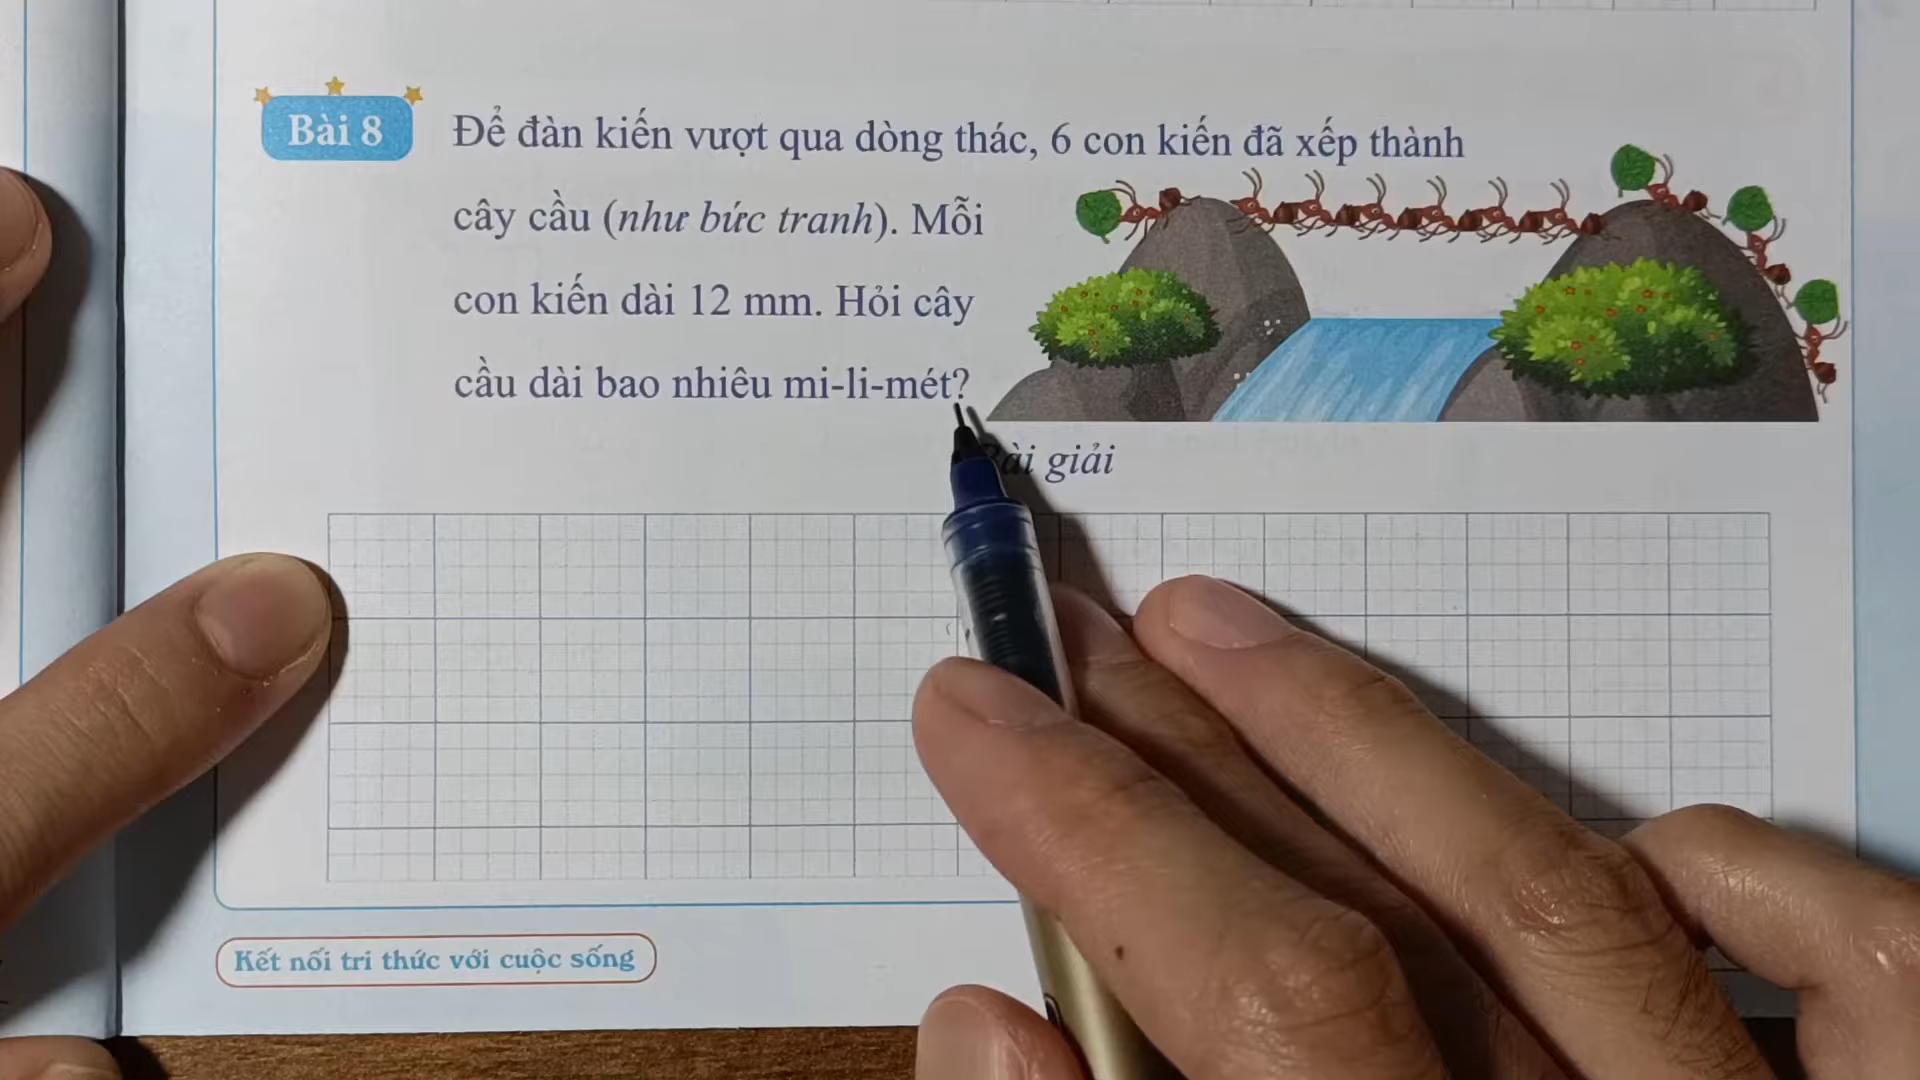 Bài 8
Để đàn kiến vượt qua dòng thác, 6 con kiến đã xếp thành
cây cầu (như bức tranh). Mỗi
con kiến dài 12 mm. Hỏi cây
cầu dài bao nhiêu mi-li-mét?
Bài giải
Kết nối tri thức với cuộc sống